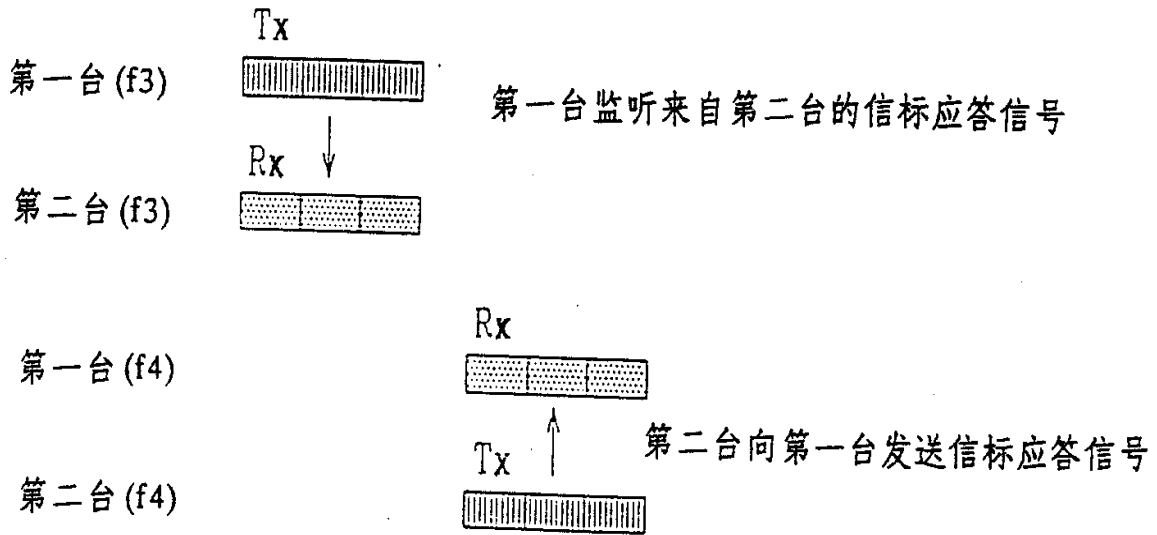 Tx
第一台(f3)
第一台监听来自第二台的信标应答信号
Rx
第二台(f3)
Rx
第一台(f4)
第二台向第一台发送信标应答信号
Tx
第二台(f4)